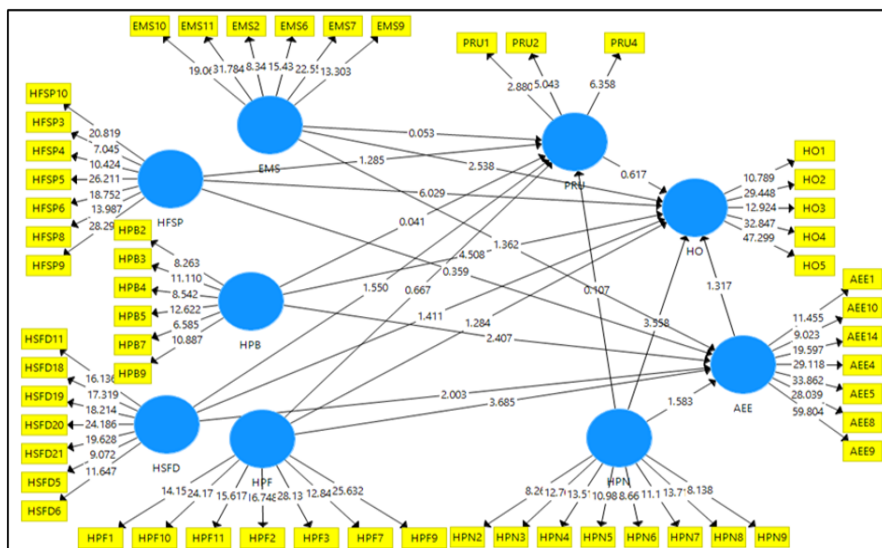 EMS10 EMS11 EMS2 EMS6 EMS7 EMS9
PRU1 PRU2 PRU4
31.784 8.34 15.43 13.303
2.880 5.043 6.358
HFSP10
HFSP3
HFSP4
HFSP5
HFSP6
HFSP8
HFSP9
20.819
7.045
10.424
26.211
18.752
13.987
28.29
EMS
HFSP
PRU
HO
0.053
1.285
2.538
6.029
0.617
0.041
4.508
1.362
0.359
HO1
HO2
HO3
HO4
HO5
10.789
29.448
12.924
32.847
47.299
HPB2
HPB3
HPB4
HPB5
HPB7
HPB9
8.263
11.110
8.542
12.622
6.585
10.887
HPB
1.550
0.667
0.107
1.411
1.284
3.558
1.317
2.407
2.003
3.685
1.583
AEE1
AEE10
AEE14
AEE4
AEE5
AEE8
AEE9
11.455
9.023
19.597
29.118
33.862
28.039
59.804
AEE
HSFD11
HSFD18
HSFD19
HSFD20
HSFD21
HSFD5
HSFD6
16.136
17.319
18.214
24.186
19.628
9.072
11.647
HSFD
HPF
HPN
14.15 24.17 15.617 28.13 12.84 25.632
8.66 8.138
HPF1 HPF10 HPF11 HPF2 HPF3 HPF7 HPF9
HPN2 HPN3 HPN4 HPN5 HPN6 HPN7 HPN8 HPN9